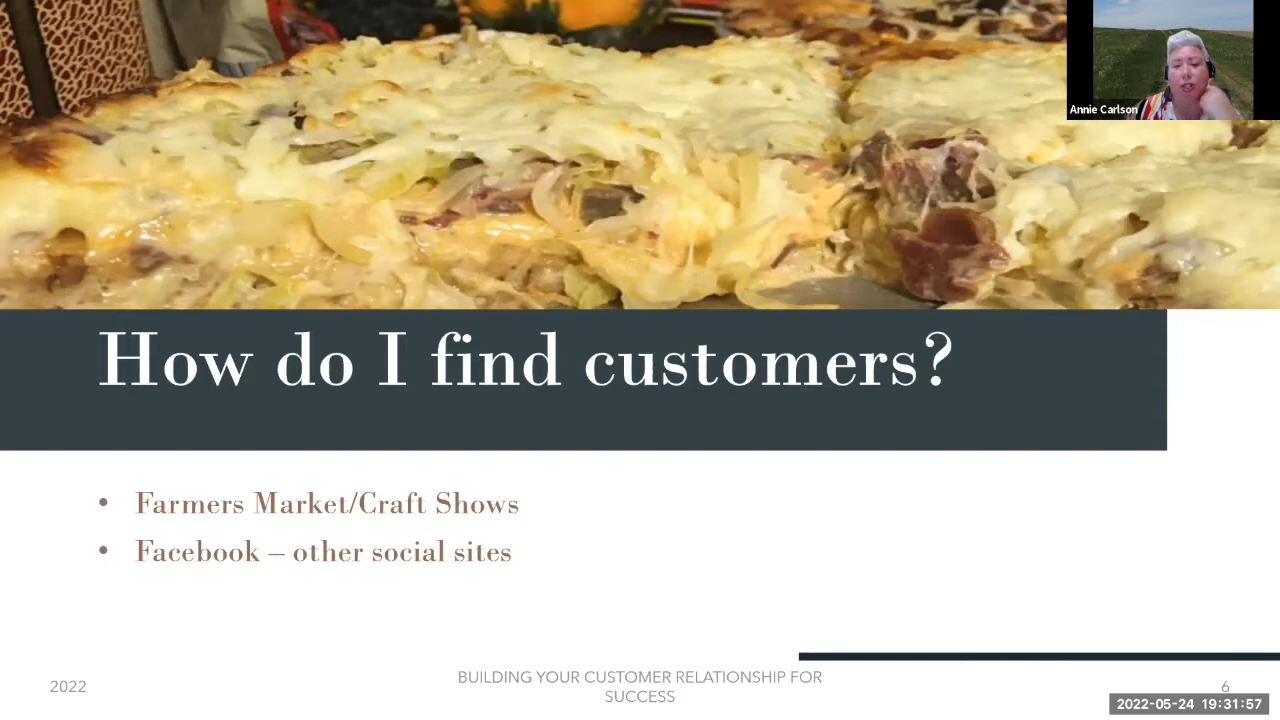 Annie Carlson
How do I find customers?
• Farmers Market/Craft Shows
• Facebook – other social sites
2022
BUILDING YOUR CUSTOMER RELATIONSHIP FOR
SUCCESS
6
2022-05-24 19:31:57